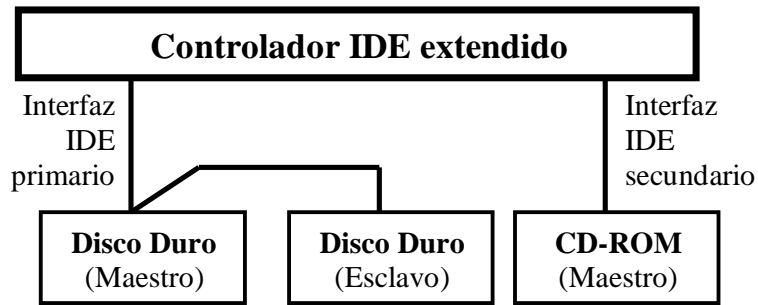 Controlador IDE extendido
Interfaz
IDE
primario
Interfaz
IDE
secundario
Disco Duro
(Maestro)
Disco Duro
(Esclavo)
CD-ROM
(Maestro)